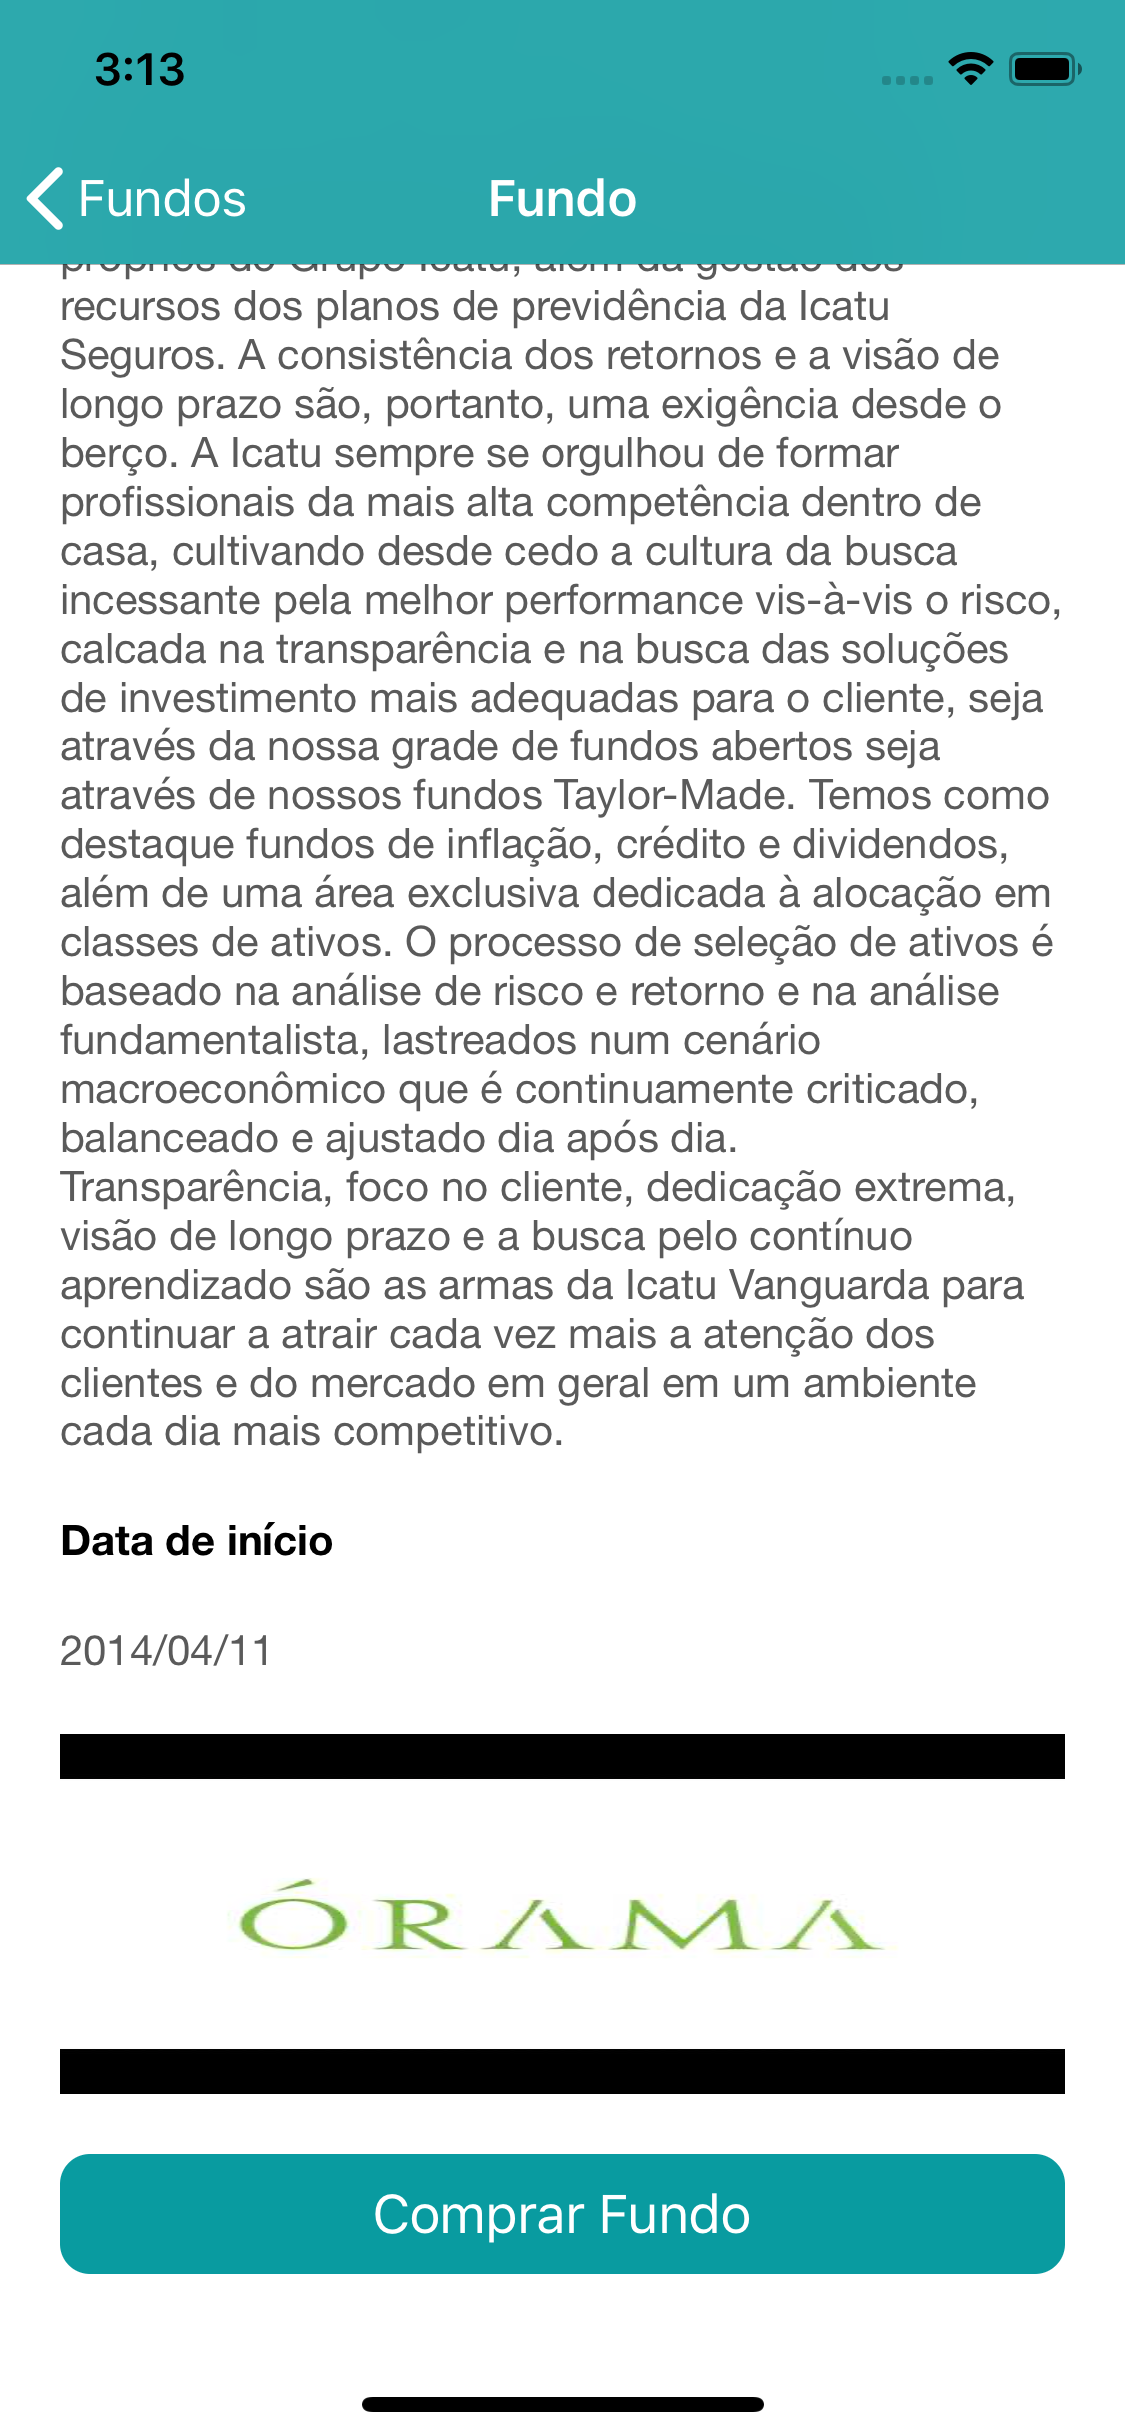 3:13
Fundos
Fundo
próprios do Grupo Icatu, além da gestão dos
recursos dos planos de previdência da Icatu
Seguros. A consistência dos retornos e a visão de
longo prazo são, portanto, uma exigência desde o
berço. A Icatu sempre se orgulhou de formar
profissionais da mais alta competência dentro de
casa, cultivando desde cedo a cultura da busca
incessante pela melhor performance vis-à-vis o risco,
calcada na transparência e na busca das soluções
de investimento mais adequadas para o cliente, seja
através da nossa grade de fundos abertos seja
através de nossos fundos Taylor-Made. Temos como
destaque fundos de inflação, crédito e dividendos,
além de uma área exclusiva dedicada à alocação em
classes de ativos. O processo de seleção de ativos é
baseado na análise de risco e retorno e na análise
fundamentalista, lastreados num cenário
macroeconômico que é continuamente criticado,
balanceado e ajustado dia após dia.
Transparência, foco no cliente, dedicação extrema,
visão de longo prazo e a busca pelo contínuo
aprendizado são as armas da Icatu Vanguarda para
continuar a atrair cada vez mais a atenção dos
clientes e do mercado em geral em um ambiente
cada dia mais competitivo.
Data de início
2014/04/11
ÓRAMA
Comprar Fundo